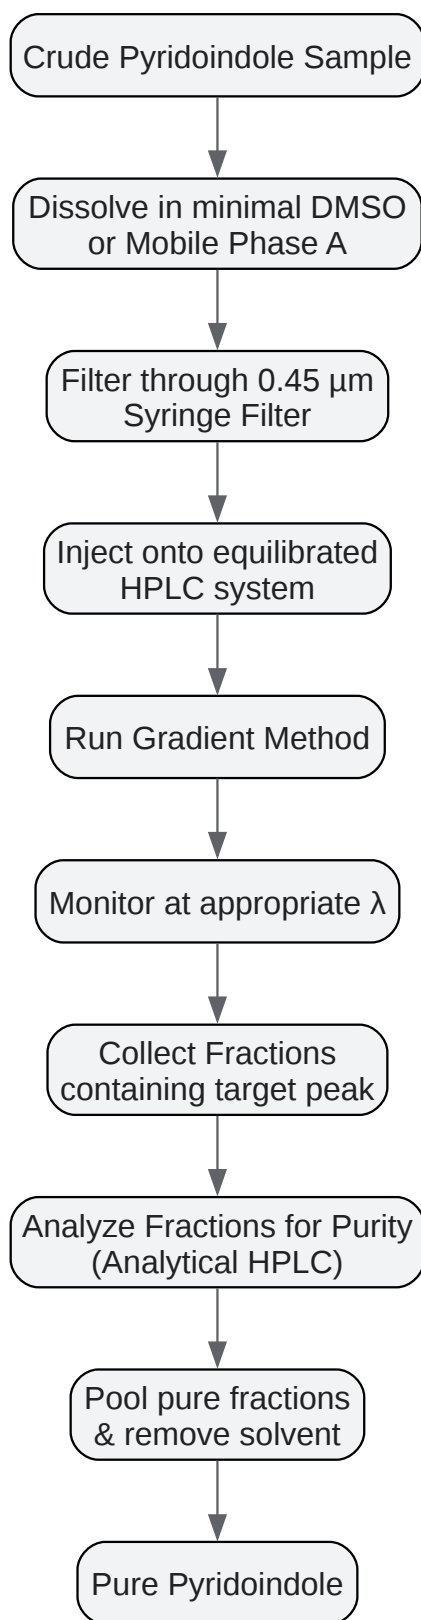 Crude Pyridoindole Sample
Dissolve in minimal DMSO
or Mobile Phase A
Filter through 0.45 µm
Syringe Filter
Inject onto equilibrated
HPLC system
Run Gradient Method
Monitor at appropriate λ
Collect Fractions
containing target peak
Analyze Fractions for Purity
(Analytical HPLC)
Pool pure fractions
& remove solvent
Pure Pyridoindole